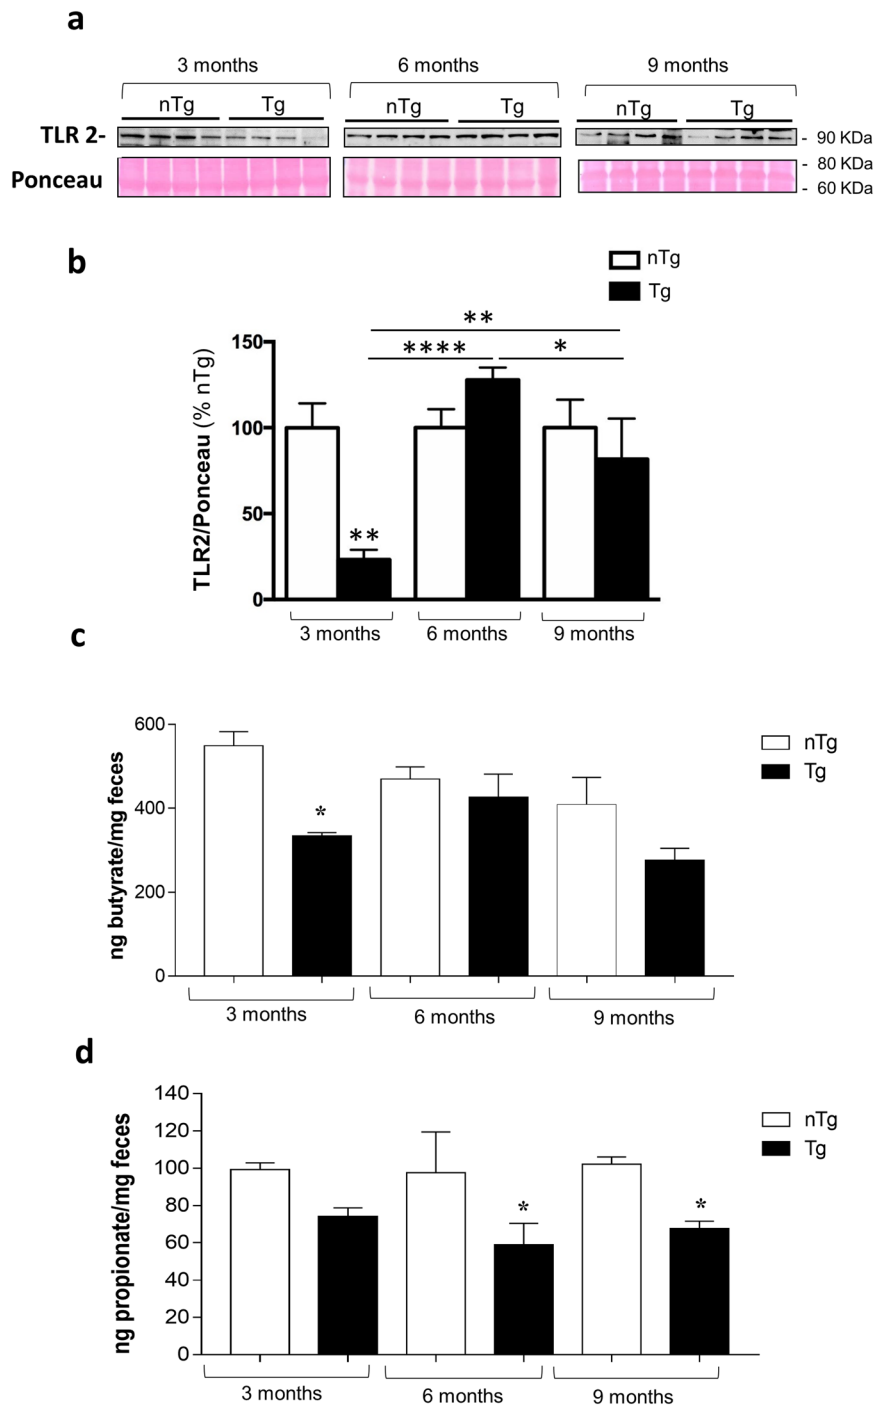 a
3 months 6 months 9 months
nTg Tg nTg Tg nTg Tg
TLR 2- - 90 KDa
Ponceau - 80 KDa
- 60 KDa
b
nTg
Tg
TLR2/Ponceau (% nTg)
150
100
50
0
**
**** *
**
3 months 6 months 9 months
c
ng butyrate/mg feces
600
400
200
0
*
nTg
Tg
3 months 6 months 9 months
d
ng propionate/mg feces
140
120
100
80
60
40
20
0
* *
nTg
Tg
3 months 6 months 9 months